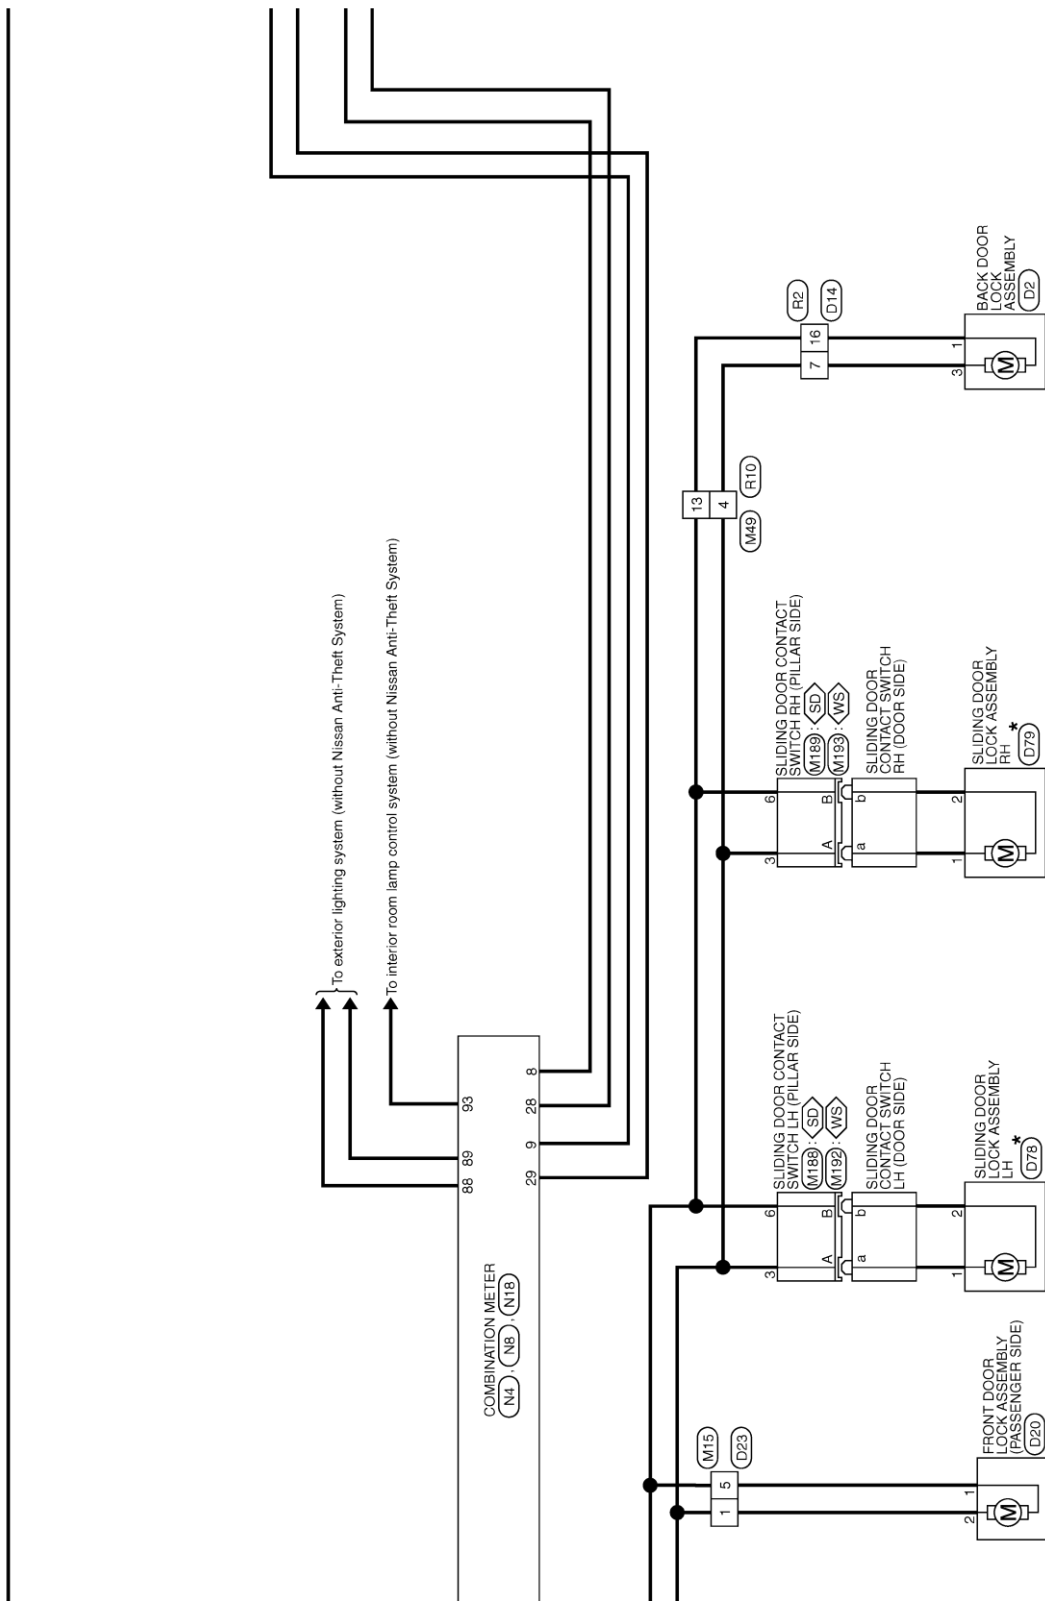 To exterior lighting system (without Nissan Anti-Theft System)
To interior room lamp control system (without Nissan Anti-Theft System)
88
89
93
29
9
28
8
COMBINATION METER
N4 , N8 , N18
M15
D23
1
5
2
1
M
FRONT DOOR
LOCK ASSEMBLY
(PASSENGER SIDE)
D20
SLIDING DOOR CONTACT
SWITCH LH (PILLAR SIDE)
M188 : SD
M192 : WS
3
6
A
B
a
b
SLIDING DOOR
CONTACT SWITCH
LH (DOOR SIDE)
1
2
M
SLIDING DOOR
LOCK ASSEMBLY
LH *
D78
SLIDING DOOR CONTACT
SWITCH RH (PILLAR SIDE)
M189 : SD
M193 : WS
3
6
A
B
a
b
SLIDING DOOR
CONTACT SWITCH
RH (DOOR SIDE)
1
2
M
SLIDING DOOR
LOCK ASSEMBLY
RH *
D79
13
4
M49
R10
R2
D14
7
16
3
1
M
BACK DOOR
LOCK
ASSEMBLY
D2